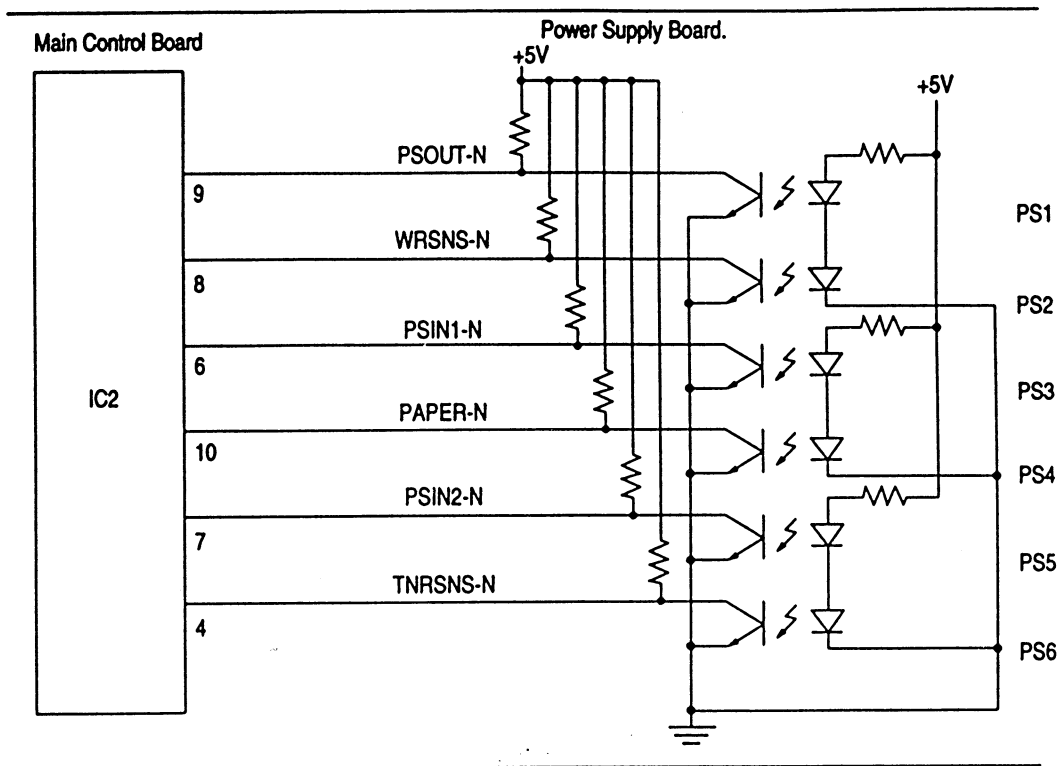 Power Supply Board.
Main Control Board
+5V
+5V
PSOUT-N
9
PS1
WRSNS-N
8
PS2
PSIN1-N
6
PS3
IC2
PAPER-N
10
PS4
PSIN2-N
7
PS5
TNRSNS-N
4
PS6